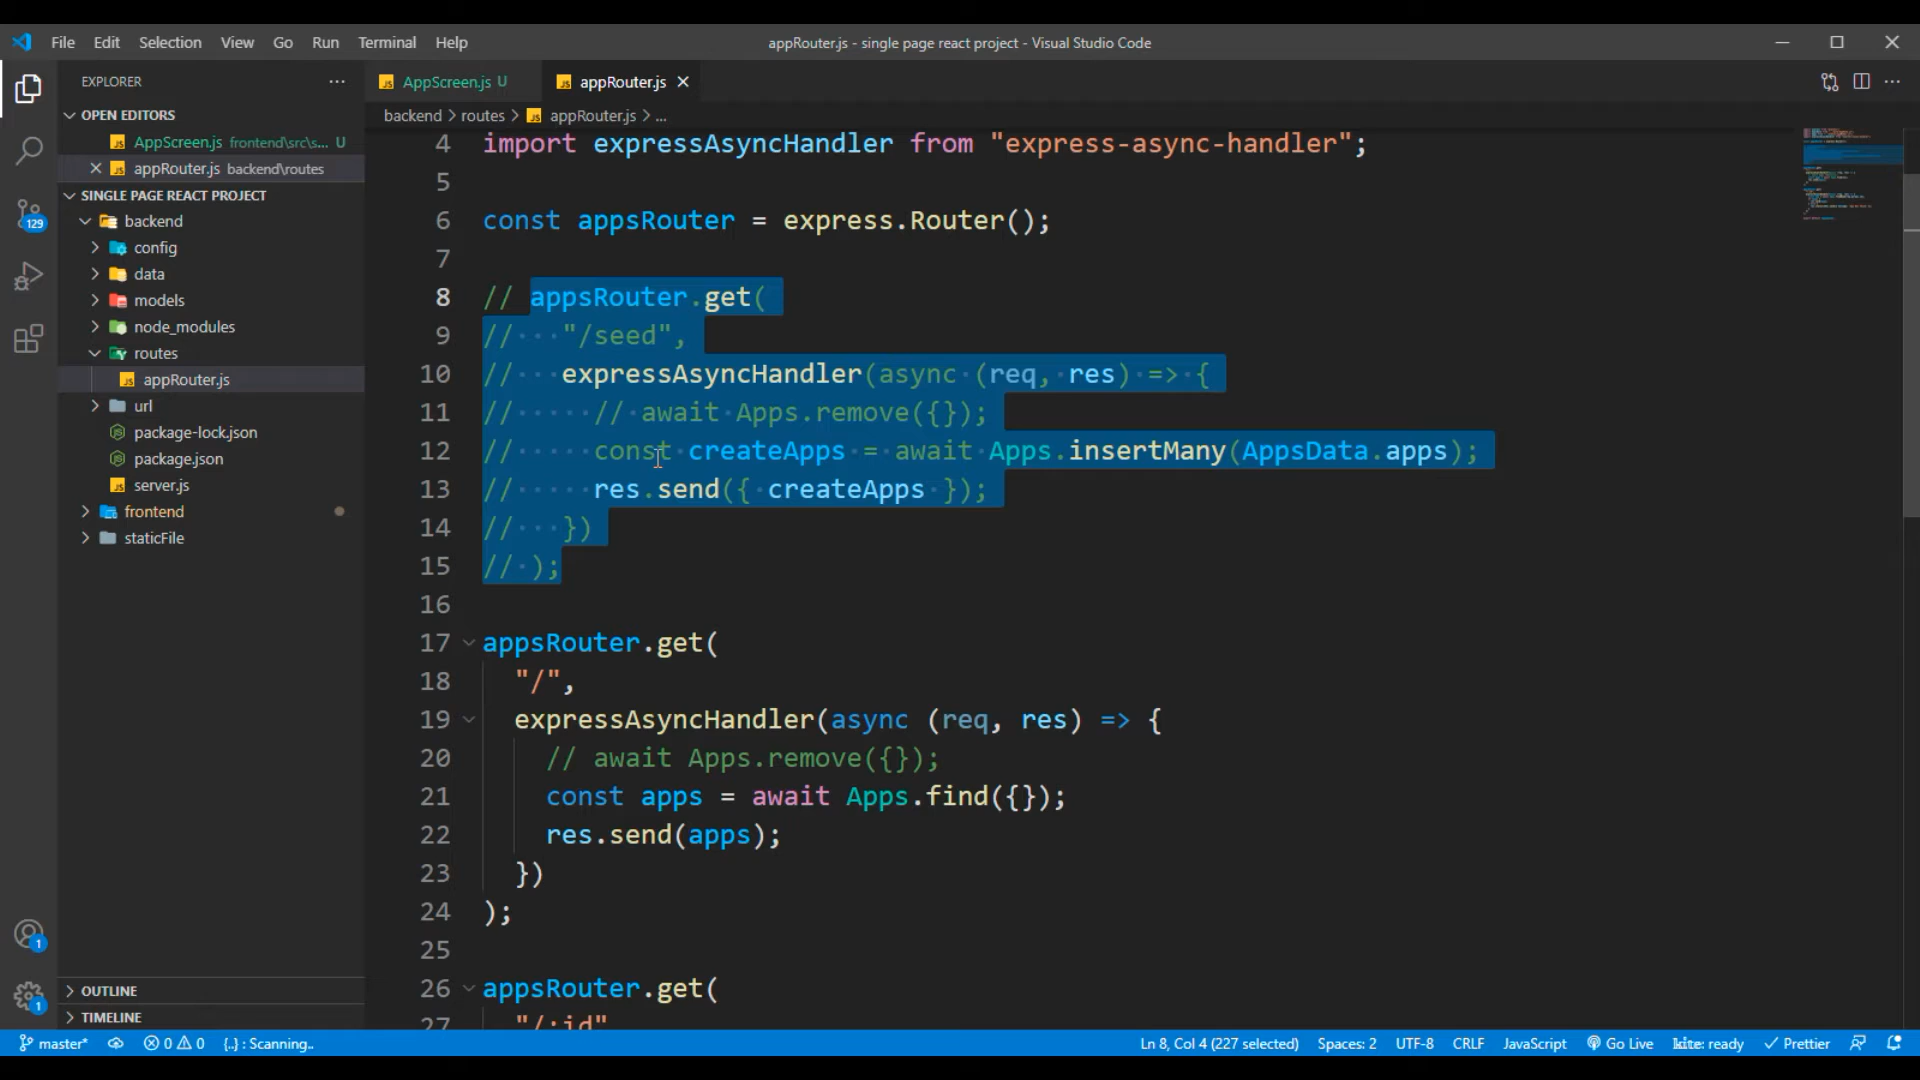 File Edit Selection View Go Run Terminal Help
appRouter.js - single page react project - Visual Studio Code
EXPLORER
AppScreen.js U
appRouter.js
OPEN EDITORS
AppScreen.js frontend\src\s... U
appRouter.js backend\routes
SINGLE PAGE REACT PROJECT
backend
config
data
models
node_modules
routes
appRouter.js
url
package-lock.json
package.json
server.js
frontend
staticFile
OUTLINE
TIMELINE
129
1
1
backend > routes > appRouter.js > ...
4 import expressAsyncHandler from "express-async-handler";
5
6 const appsRouter = express.Router();
7
8 // appsRouter.get(
9 //   "/seed",
10 //   expressAsyncHandler(async (req, res) => {
11 //     // await Apps.remove({});
12 //     const createApps = await Apps.insertMany(AppsData.apps);
13 //     res.send({ createApps });
14 //   })
15 // );
16
17 appsRouter.get(
18   "/",
19   expressAsyncHandler(async (req, res) => {
20     // await Apps.remove({});
21     const apps = await Apps.find({});
22     res.send(apps);
23   })
24 );
25
26 appsRouter.get(
27   "/:id"
master* 0 0 {..} : Scanning.. Ln 8, Col 4 (227 selected) Spaces: 2 UTF-8 CRLF JavaScript Go Live kite: ready Prettier